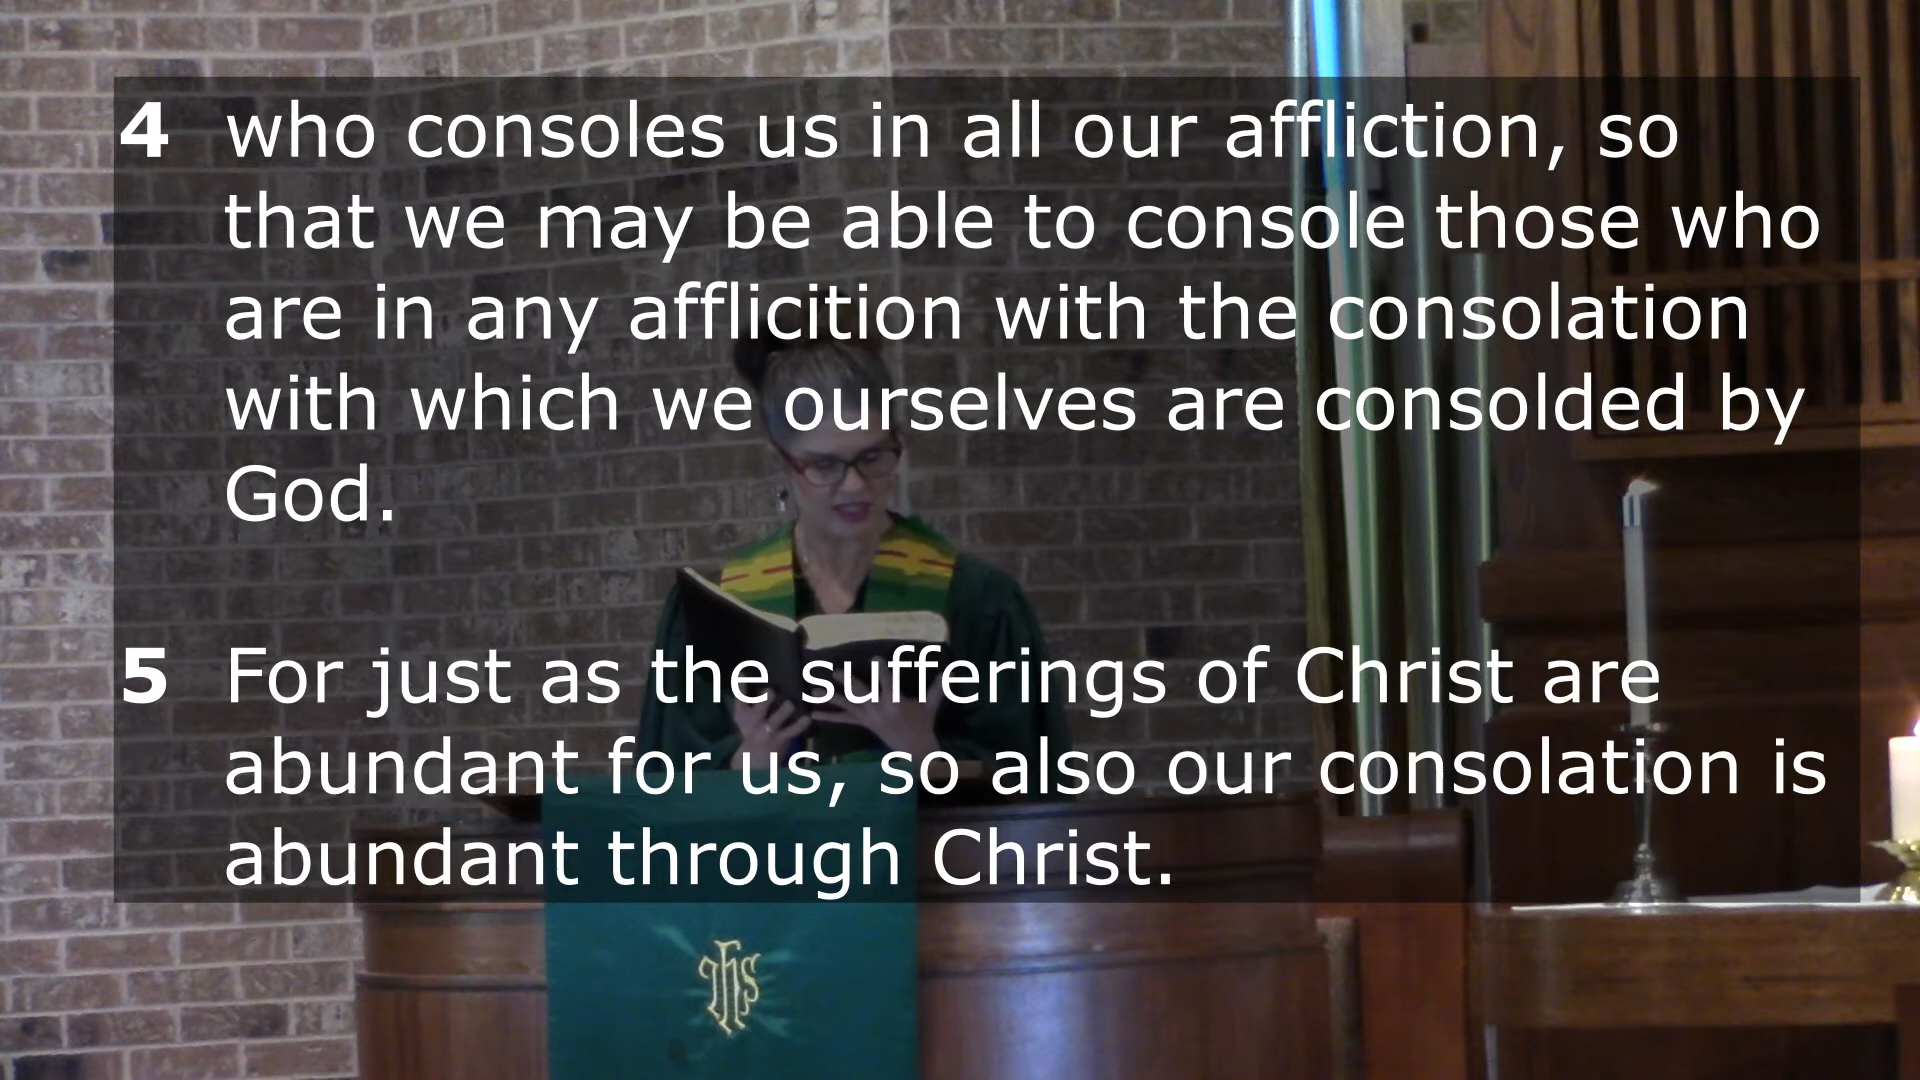 4 who consoles us in all our affliction, so
that we may be able to console those who
are in any afflicition with the consolation
with which we ourselves are consolded by
God.
5 For just as the sufferings of Christ are
abundant for us, so also our consolation is
abundant through Christ.
IHS